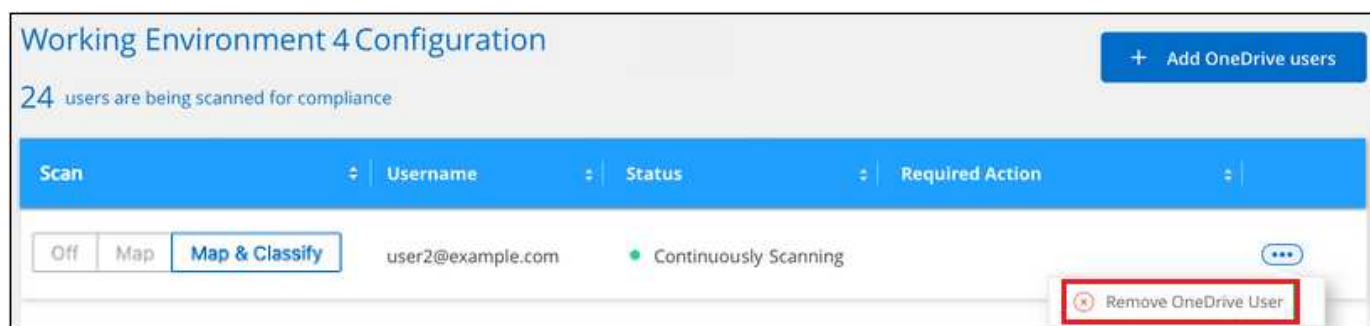 Working Environment 4 Configuration
+ Add OneDrive users
24 users are being scanned for compliance
Scan Username Status Required Action
Off Map Map & Classify user2@example.com Continuously Scanning
Remove OneDrive User